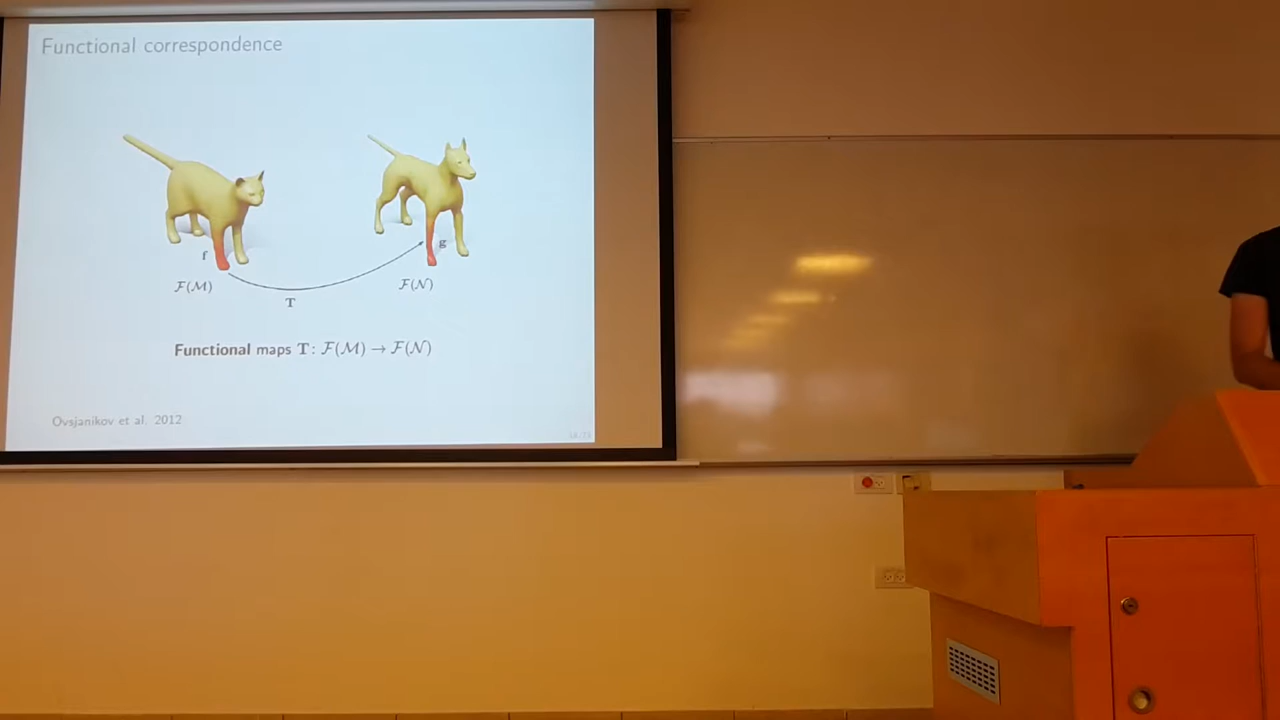 Functional correspondence
f
g
F(M)
F(N)
T
Functional maps T: F(M) → F(N)
Ovsjanikov et al. 2012